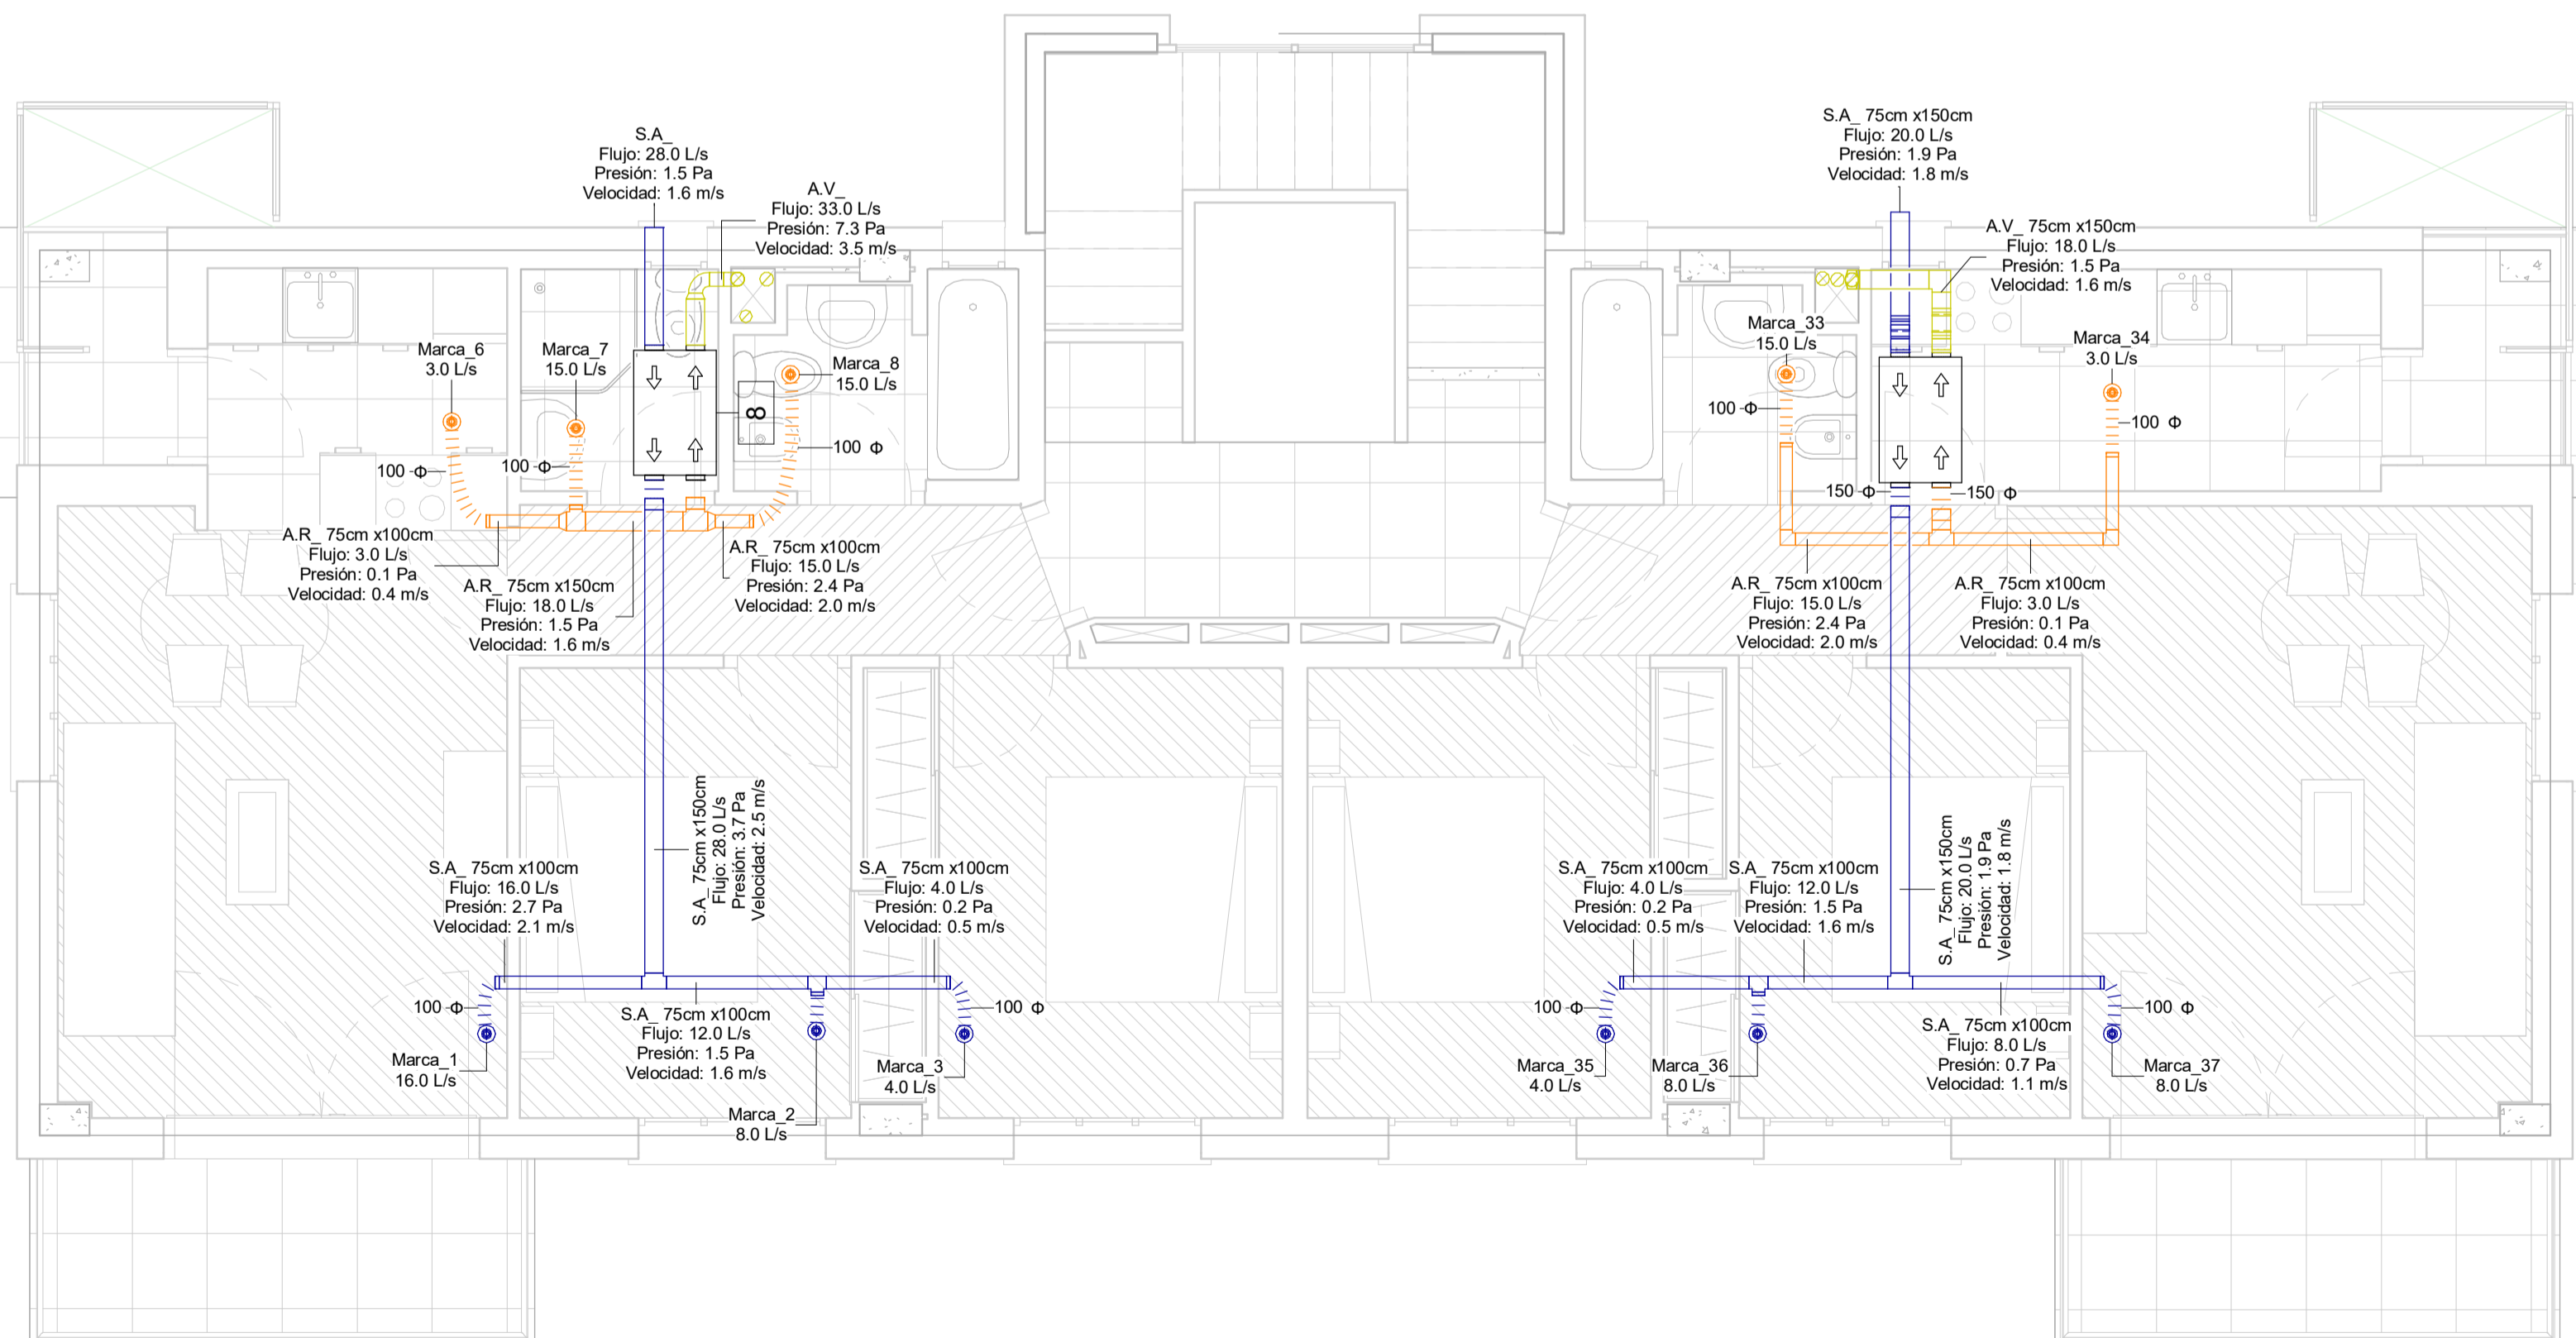 S.A_
Flujo: 28.0 L/s
Presión: 1.5 Pa
Velocidad: 1.6 m/s
A.V_
Flujo: 33.0 L/s
Presión: 7.3 Pa
Velocidad: 3.5 m/s
S.A_ 75cm x150cm
Flujo: 20.0 L/s
Presión: 1.9 Pa
Velocidad: 1.8 m/s
A.V_ 75cm x150cm
Flujo: 18.0 L/s
Presión: 1.5 Pa
Velocidad: 1.6 m/s
Marca_6
3.0 L/s
Marca_7
15.0 L/s
Marca_8
15.0 L/s
8
Marca_33
15.0 L/s
Marca_34
3.0 L/s
100 Φ
100 Φ
100 Φ
100 Φ
100 Φ
150 Φ
150 Φ
A.R_ 75cm x100cm
Flujo: 3.0 L/s
Presión: 0.1 Pa
Velocidad: 0.4 m/s
A.R_ 75cm x150cm
Flujo: 18.0 L/s
Presión: 1.5 Pa
Velocidad: 1.6 m/s
A.R_ 75cm x100cm
Flujo: 15.0 L/s
Presión: 2.4 Pa
Velocidad: 2.0 m/s
A.R_ 75cm x100cm
Flujo: 15.0 L/s
Presión: 2.4 Pa
Velocidad: 2.0 m/s
A.R_ 75cm x100cm
Flujo: 3.0 L/s
Presión: 0.1 Pa
Velocidad: 0.4 m/s
S.A_ 75cm x100cm
Flujo: 16.0 L/s
Presión: 2.7 Pa
Velocidad: 2.1 m/s
S.A_ 75cm x150cm
Flujo: 28.0 L/s
Presión: 3.7 Pa
Velocidad: 2.5 m/s
S.A_ 75cm x100cm
Flujo: 4.0 L/s
Presión: 0.2 Pa
Velocidad: 0.5 m/s
S.A_ 75cm x100cm
Flujo: 4.0 L/s
Presión: 0.2 Pa
Velocidad: 0.5 m/s
S.A_ 75cm x100cm
Flujo: 12.0 L/s
Presión: 1.5 Pa
Velocidad: 1.6 m/s
S.A_ 75cm x150cm
Flujo: 20.0 L/s
Presión: 1.9 Pa
Velocidad: 1.8 m/s
100 Φ
S.A_ 75cm x100cm
Flujo: 12.0 L/s
Presión: 1.5 Pa
Velocidad: 1.6 m/s
100 Φ
100 Φ
S.A_ 75cm x100cm
Flujo: 8.0 L/s
Presión: 0.7 Pa
Velocidad: 1.1 m/s
100 Φ
Marca_1
16.0 L/s
Marca_2
8.0 L/s
Marca_3
4.0 L/s
Marca_35
4.0 L/s
Marca_36
8.0 L/s
Marca_37
8.0 L/s